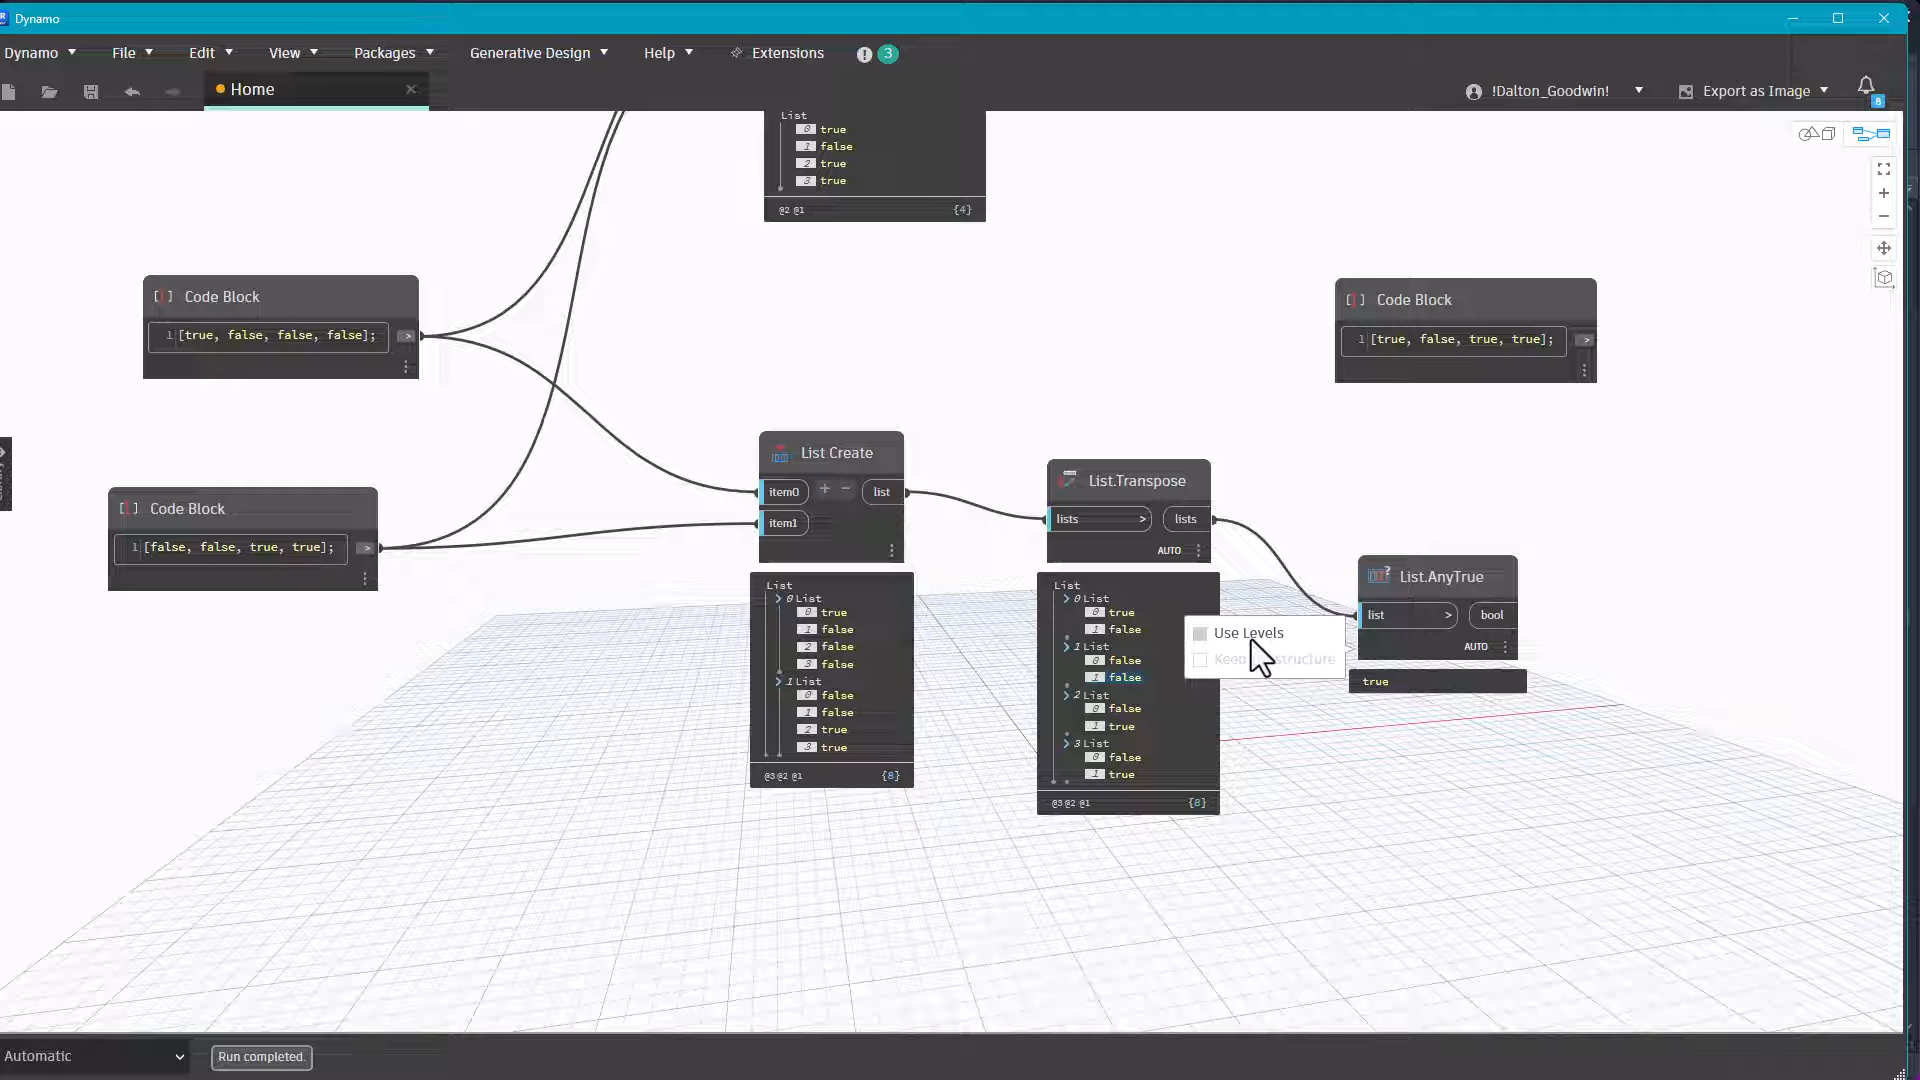 Dynamo
Dynamo File Edit View Packages Generative Design Help Extensions 3
Home !Dalton_Goodwin! Export as Image 8
List
0 true
1 false
2 true
3 true
@2 @1 {4}
Code Block
1 [true, false, false, false]; >
Code Block
1 [true, false, true, true]; >
List Create
item0 + - list
item1
List.Transpose
lists > lists
AUTO
Code Block
1 [false, false, true, true]; >
List.AnyTrue
list > bool
AUTO
true
List
0 List
0 true
1 false
2 false
3 false
1 List
0 false
1 false
2 true
3 true
@3 @2 @1 {8}
List
0 List
0 true
1 false
1 List
0 false
1 false
2 List
0 false
1 true
3 List
0 false
1 true
@3 @2 @1 {8}
Use Levels
Keep structure
Automatic Run completed.